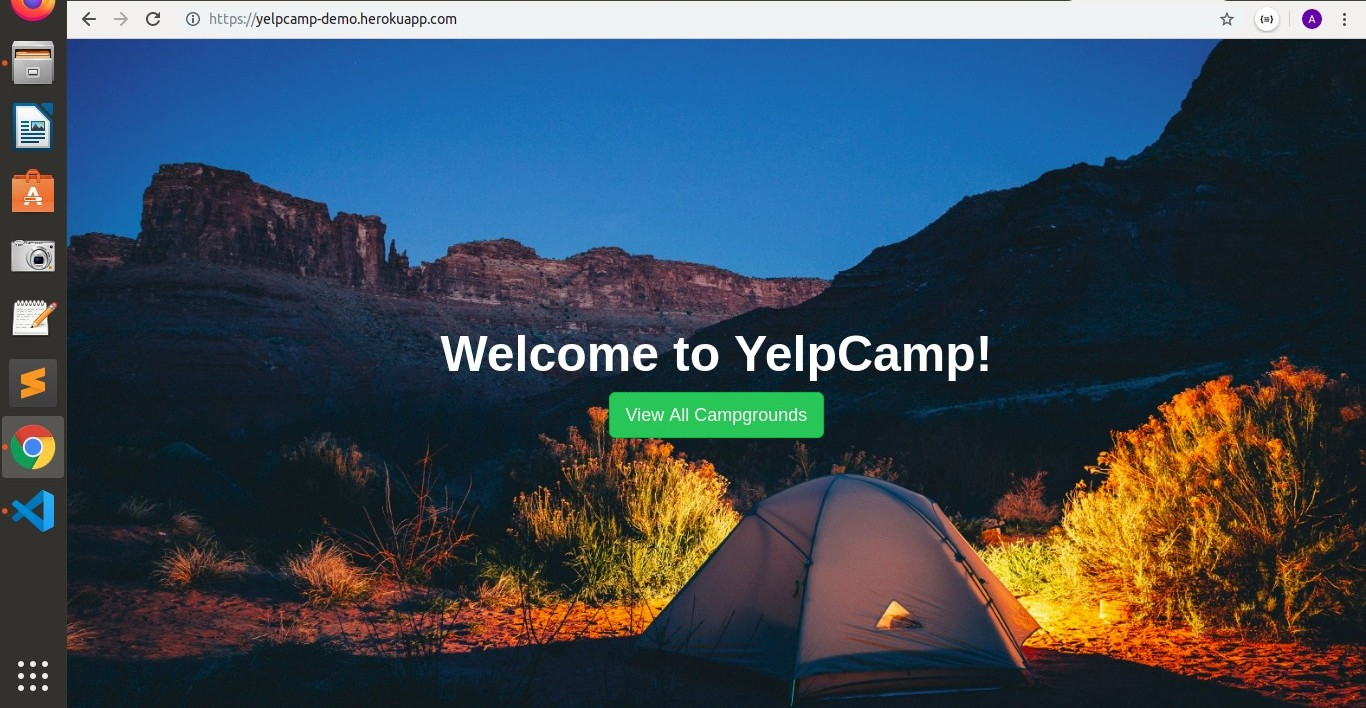 https://yelpcamp-demo.herokuapp.com
A
Welcome to YelpCamp!
View All Campgrounds